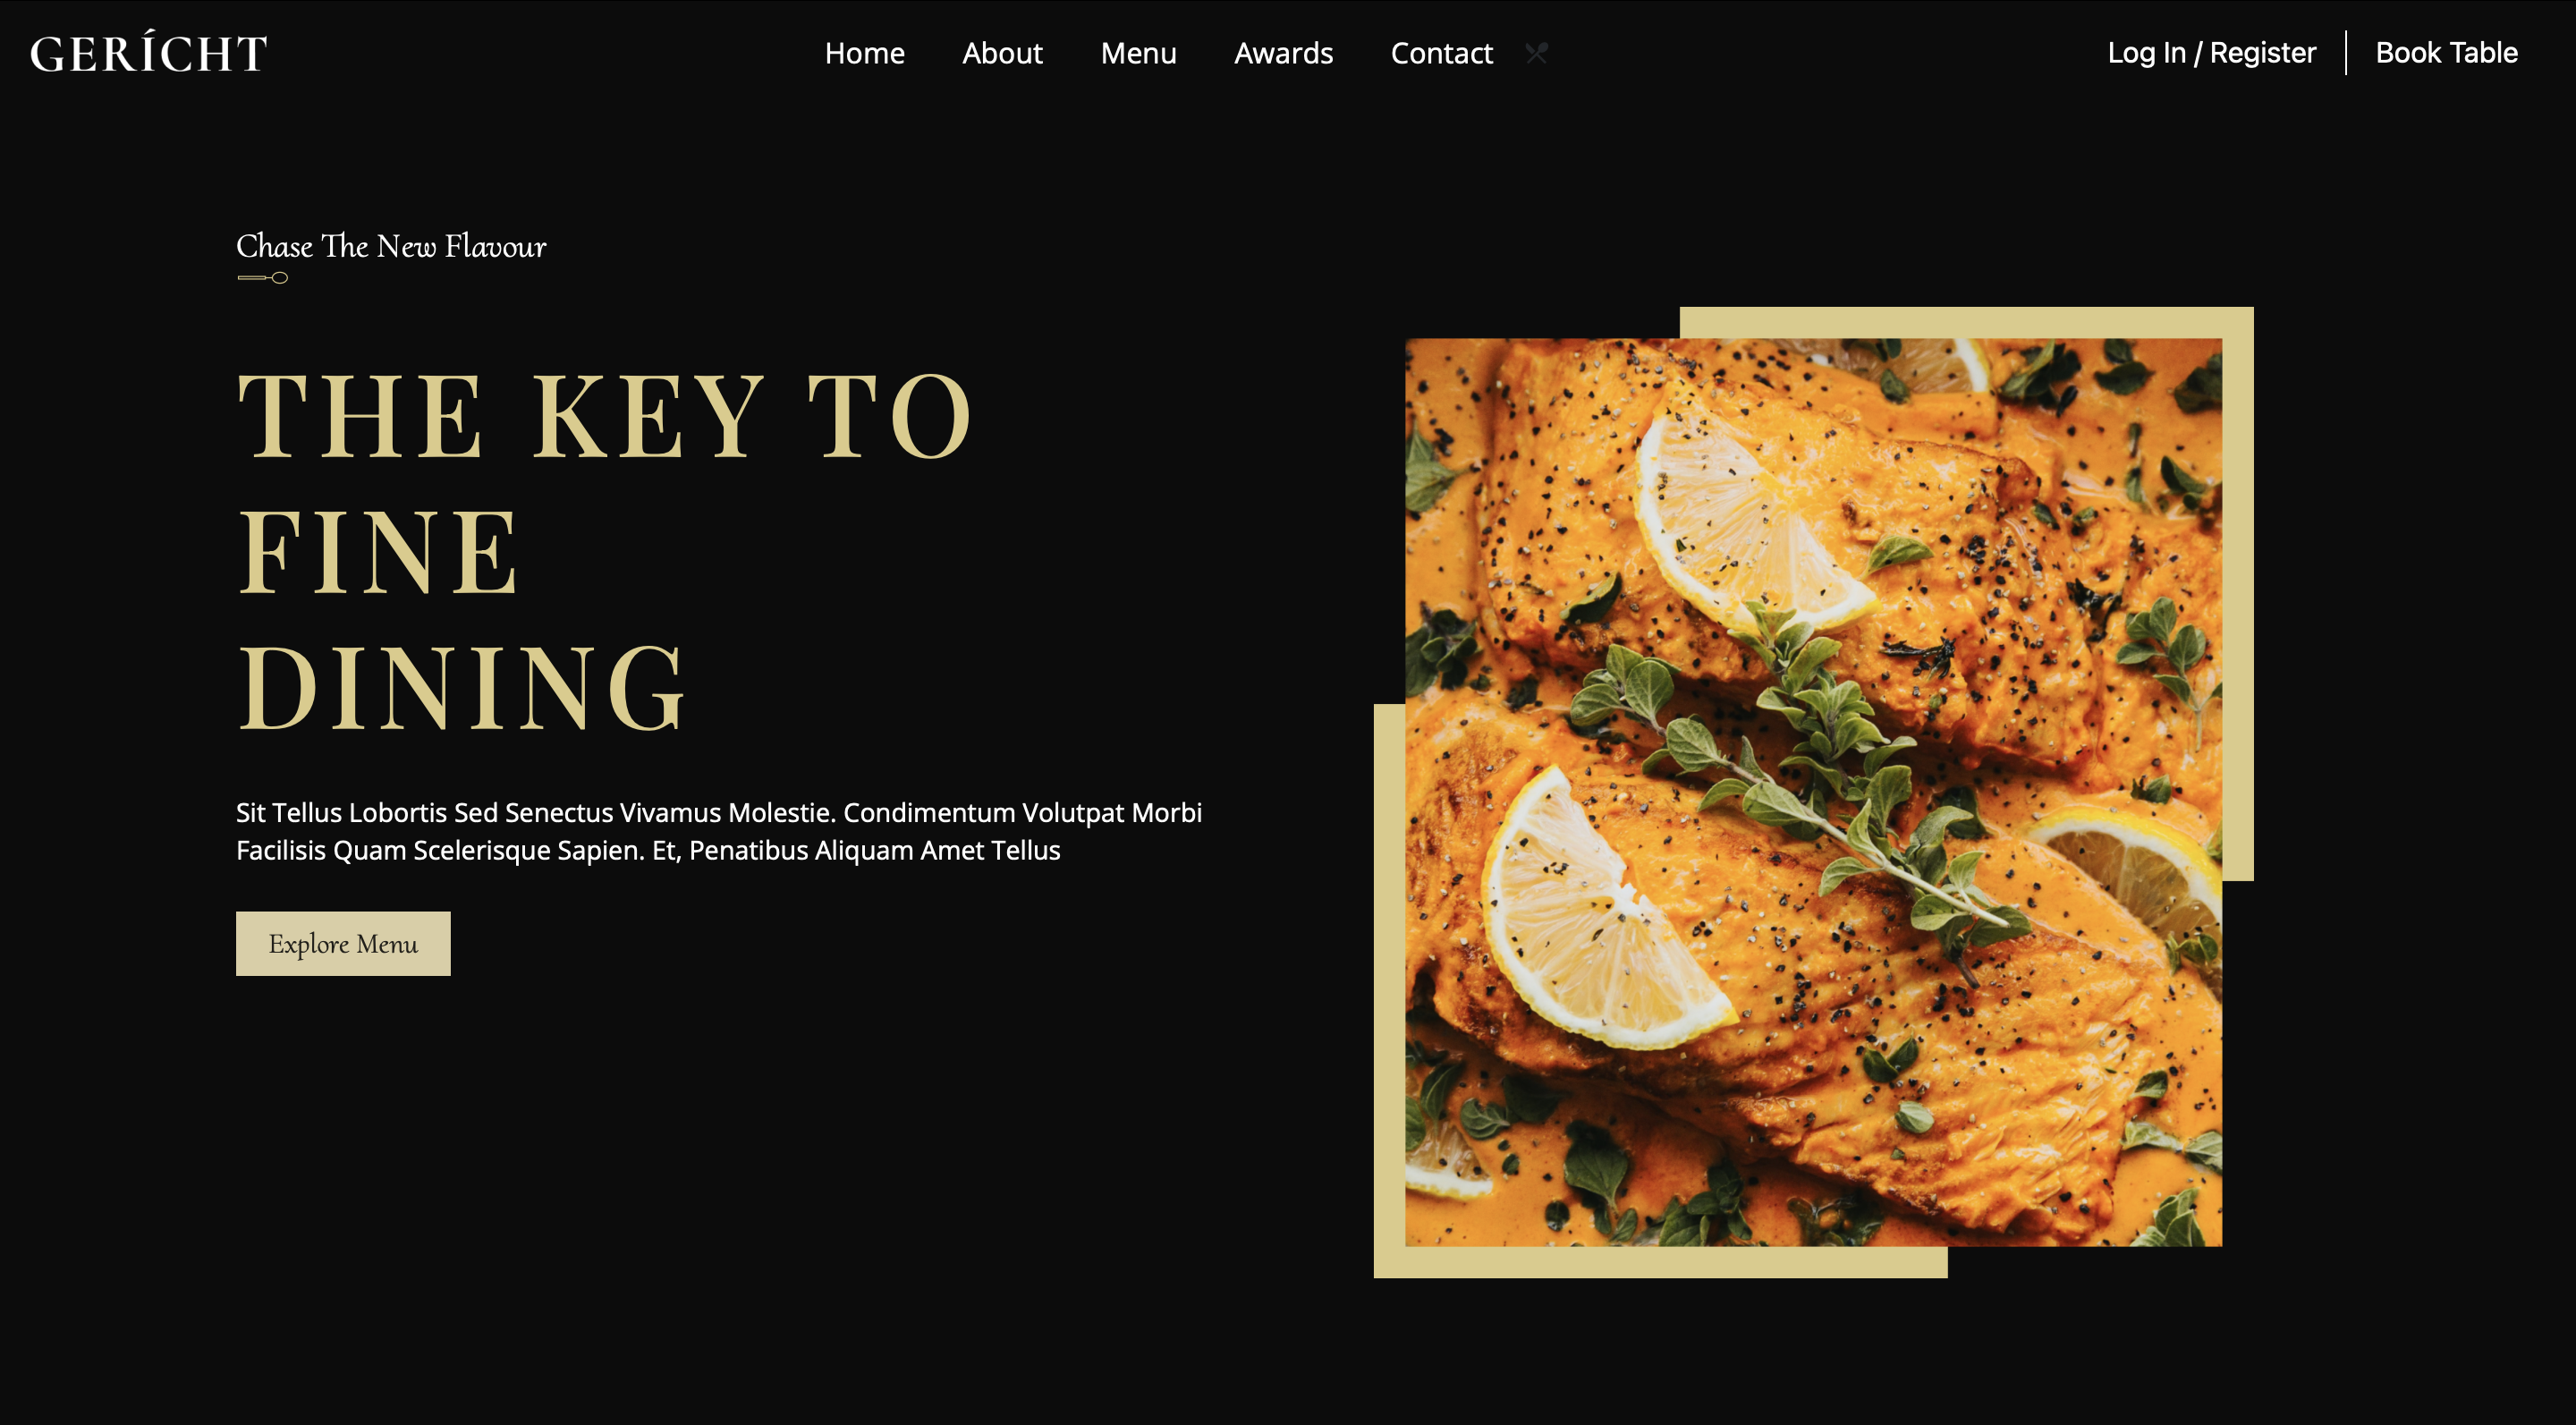 GERÍCHT
Home About Menu Awards Contact
Log In / Register Book Table
Chase The New Flavour
THE KEY TO
FINE
DINING
Sit Tellus Lobortis Sed Senectus Vivamus Molestie. Condimentum Volutpat Morbi
Facilisis Quam Scelerisque Sapien. Et, Penatibus Aliquam Amet Tellus
Explore Menu